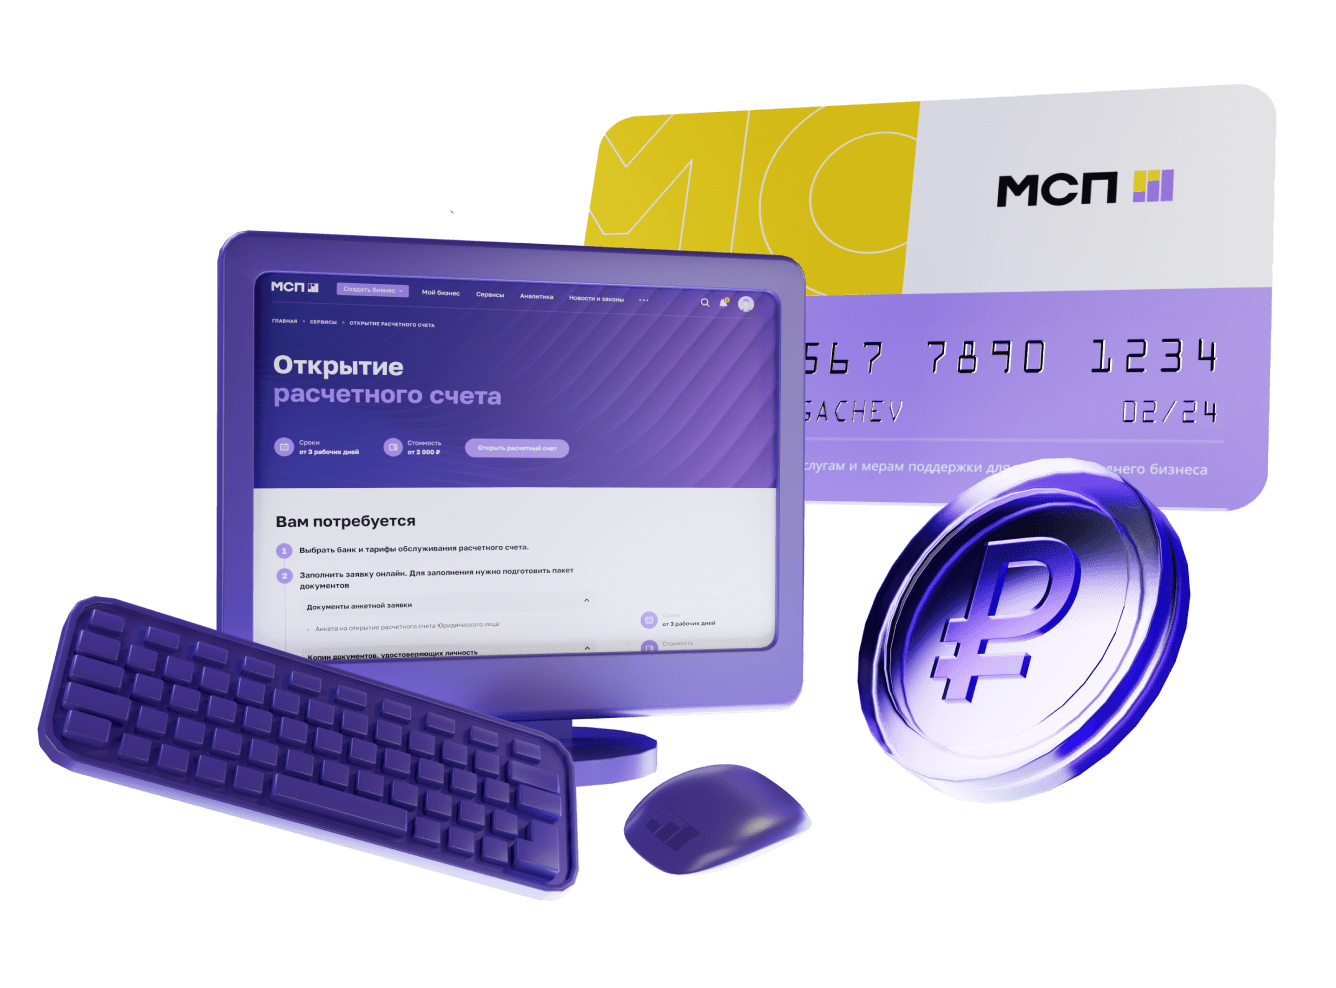 МС
МСП
567 7890 1234
GACHEV 02/24
слугам и мерам поддержки для
днего бизнеса
МСП
Создать бизнес
Мой бизнес
Сервисы
Аналитика
Новости и законы
ГЛАВНАЯ • СЕРВИСЫ • ОТКРЫТИЕ РАСЧЕТНОГО СЧЕТА
Открытие
расчетного счета
Сроки
от 3 рабочих дней
Стоимость
от 2 000 ₽
Открыть расчетный счет
Вам потребуется
1 Выбрать банк и тарифы обслуживания расчетного счета.
2 Заполнить заявку онлайн. Для заполнения нужно подготовить пакет
документов
Документы анкетной заявки
- Анкета на открытие расчетного счета Юридического лица
Копии документов, удостоверяющих личность
Сроки
от 3 рабочих дней
Стоимость
₽